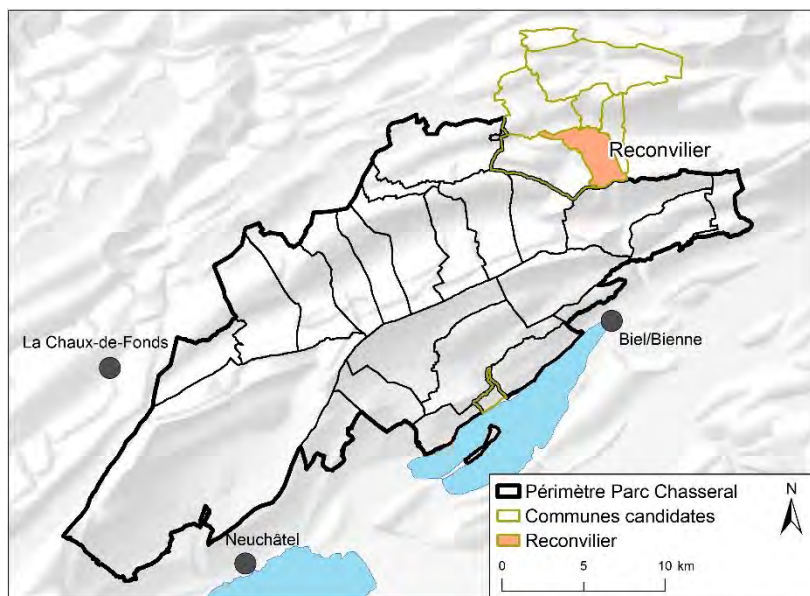 Reconvilier
La Chaux-de-Fonds
Biel/Bienne
Neuchâtel
Périmètre Parc Chasseral
Communes candidates
Reconvilier
N
0 5 10 km